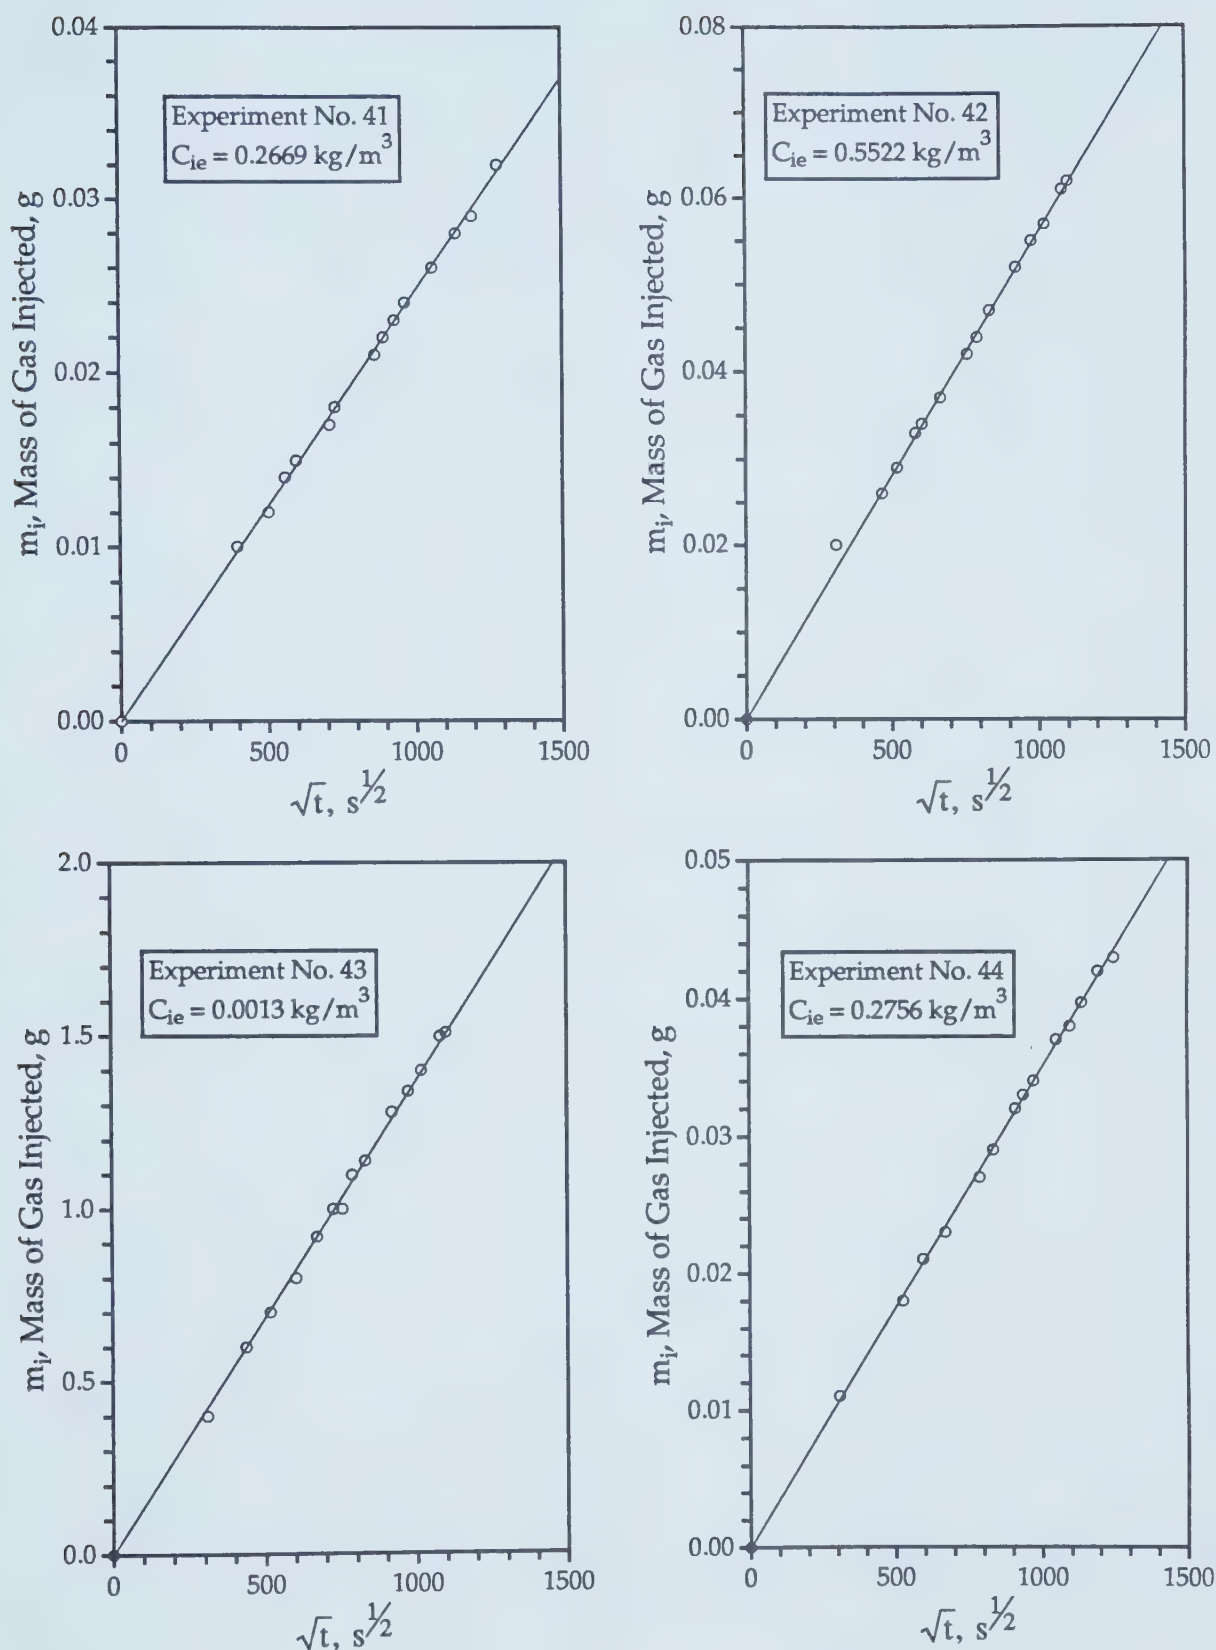 0.04
0.03
0.02
0.01
0.00
m_i, Mass of Gas Injected, g
Experiment No. 41
C_ie = 0.2669 kg/m^3
0 500 1000 1500
√t, s^½
0.08
0.06
0.04
0.02
0.00
m_i, Mass of Gas Injected, g
Experiment No. 42
C_ie = 0.5522 kg/m^3
0 500 1000 1500
√t, s^½
2.0
1.5
1.0
0.5
0.0
m_i, Mass of Gas Injected, g
Experiment No. 43
C_ie = 0.0013 kg/m^3
0 500 1000 1500
√t, s^½
0.05
0.04
0.03
0.02
0.01
0.00
m_i, Mass of Gas Injected, g
Experiment No. 44
C_ie = 0.2756 kg/m^3
0 500 1000 1500
√t, s^½